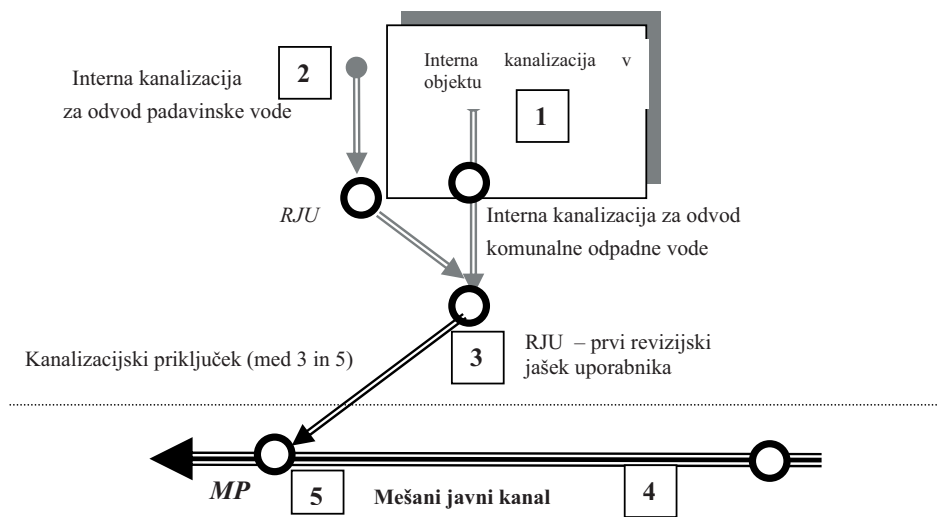 Interna kanalizacija v
objektu
2
Interna kanalizacija
za odvod padavinske vode
1
RJU
Interna kanalizacija za odvod
komunalne odpadne vode
Kanalizacijski priključek (med 3 in 5)
3
RJU – prvi revizijski
jašek uporabnika
MP
5
Mešani javni kanal
4